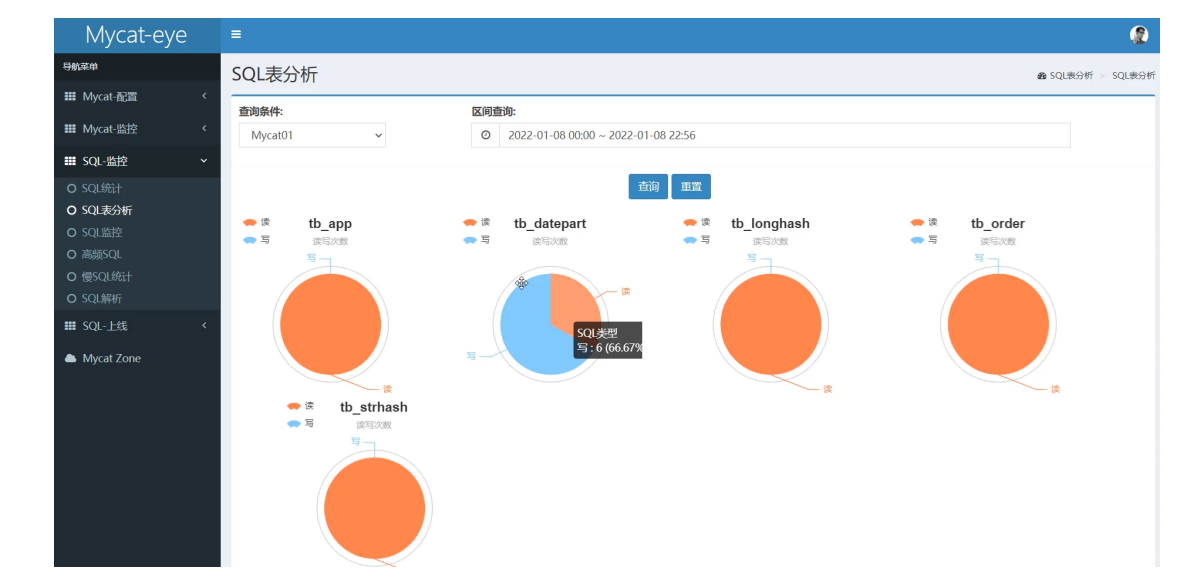 Mycat-eye
导航菜单
Mycat-配置
Mycat-监控
SQL-监控
SQL统计
SQL表分析
SQL监控
高频SQL
慢SQL统计
SQL解析
SQL-上线
Mycat Zone
SQL表分析
SQL表分析 > SQL表分析
查询条件:
区间查询:
Mycat01
2022-01-08 00:00 ~ 2022-01-08 22:56
查询
重置
读
写
tb_app
读写次数
写
读
读
写
tb_datepart
读写次数
读
写
SQL类型
写 : 6 (66.67%
读
写
tb_longhash
读写次数
写
读
读
写
tb_order
读写次数
写
读
读
写
tb_strhash
读写次数
写